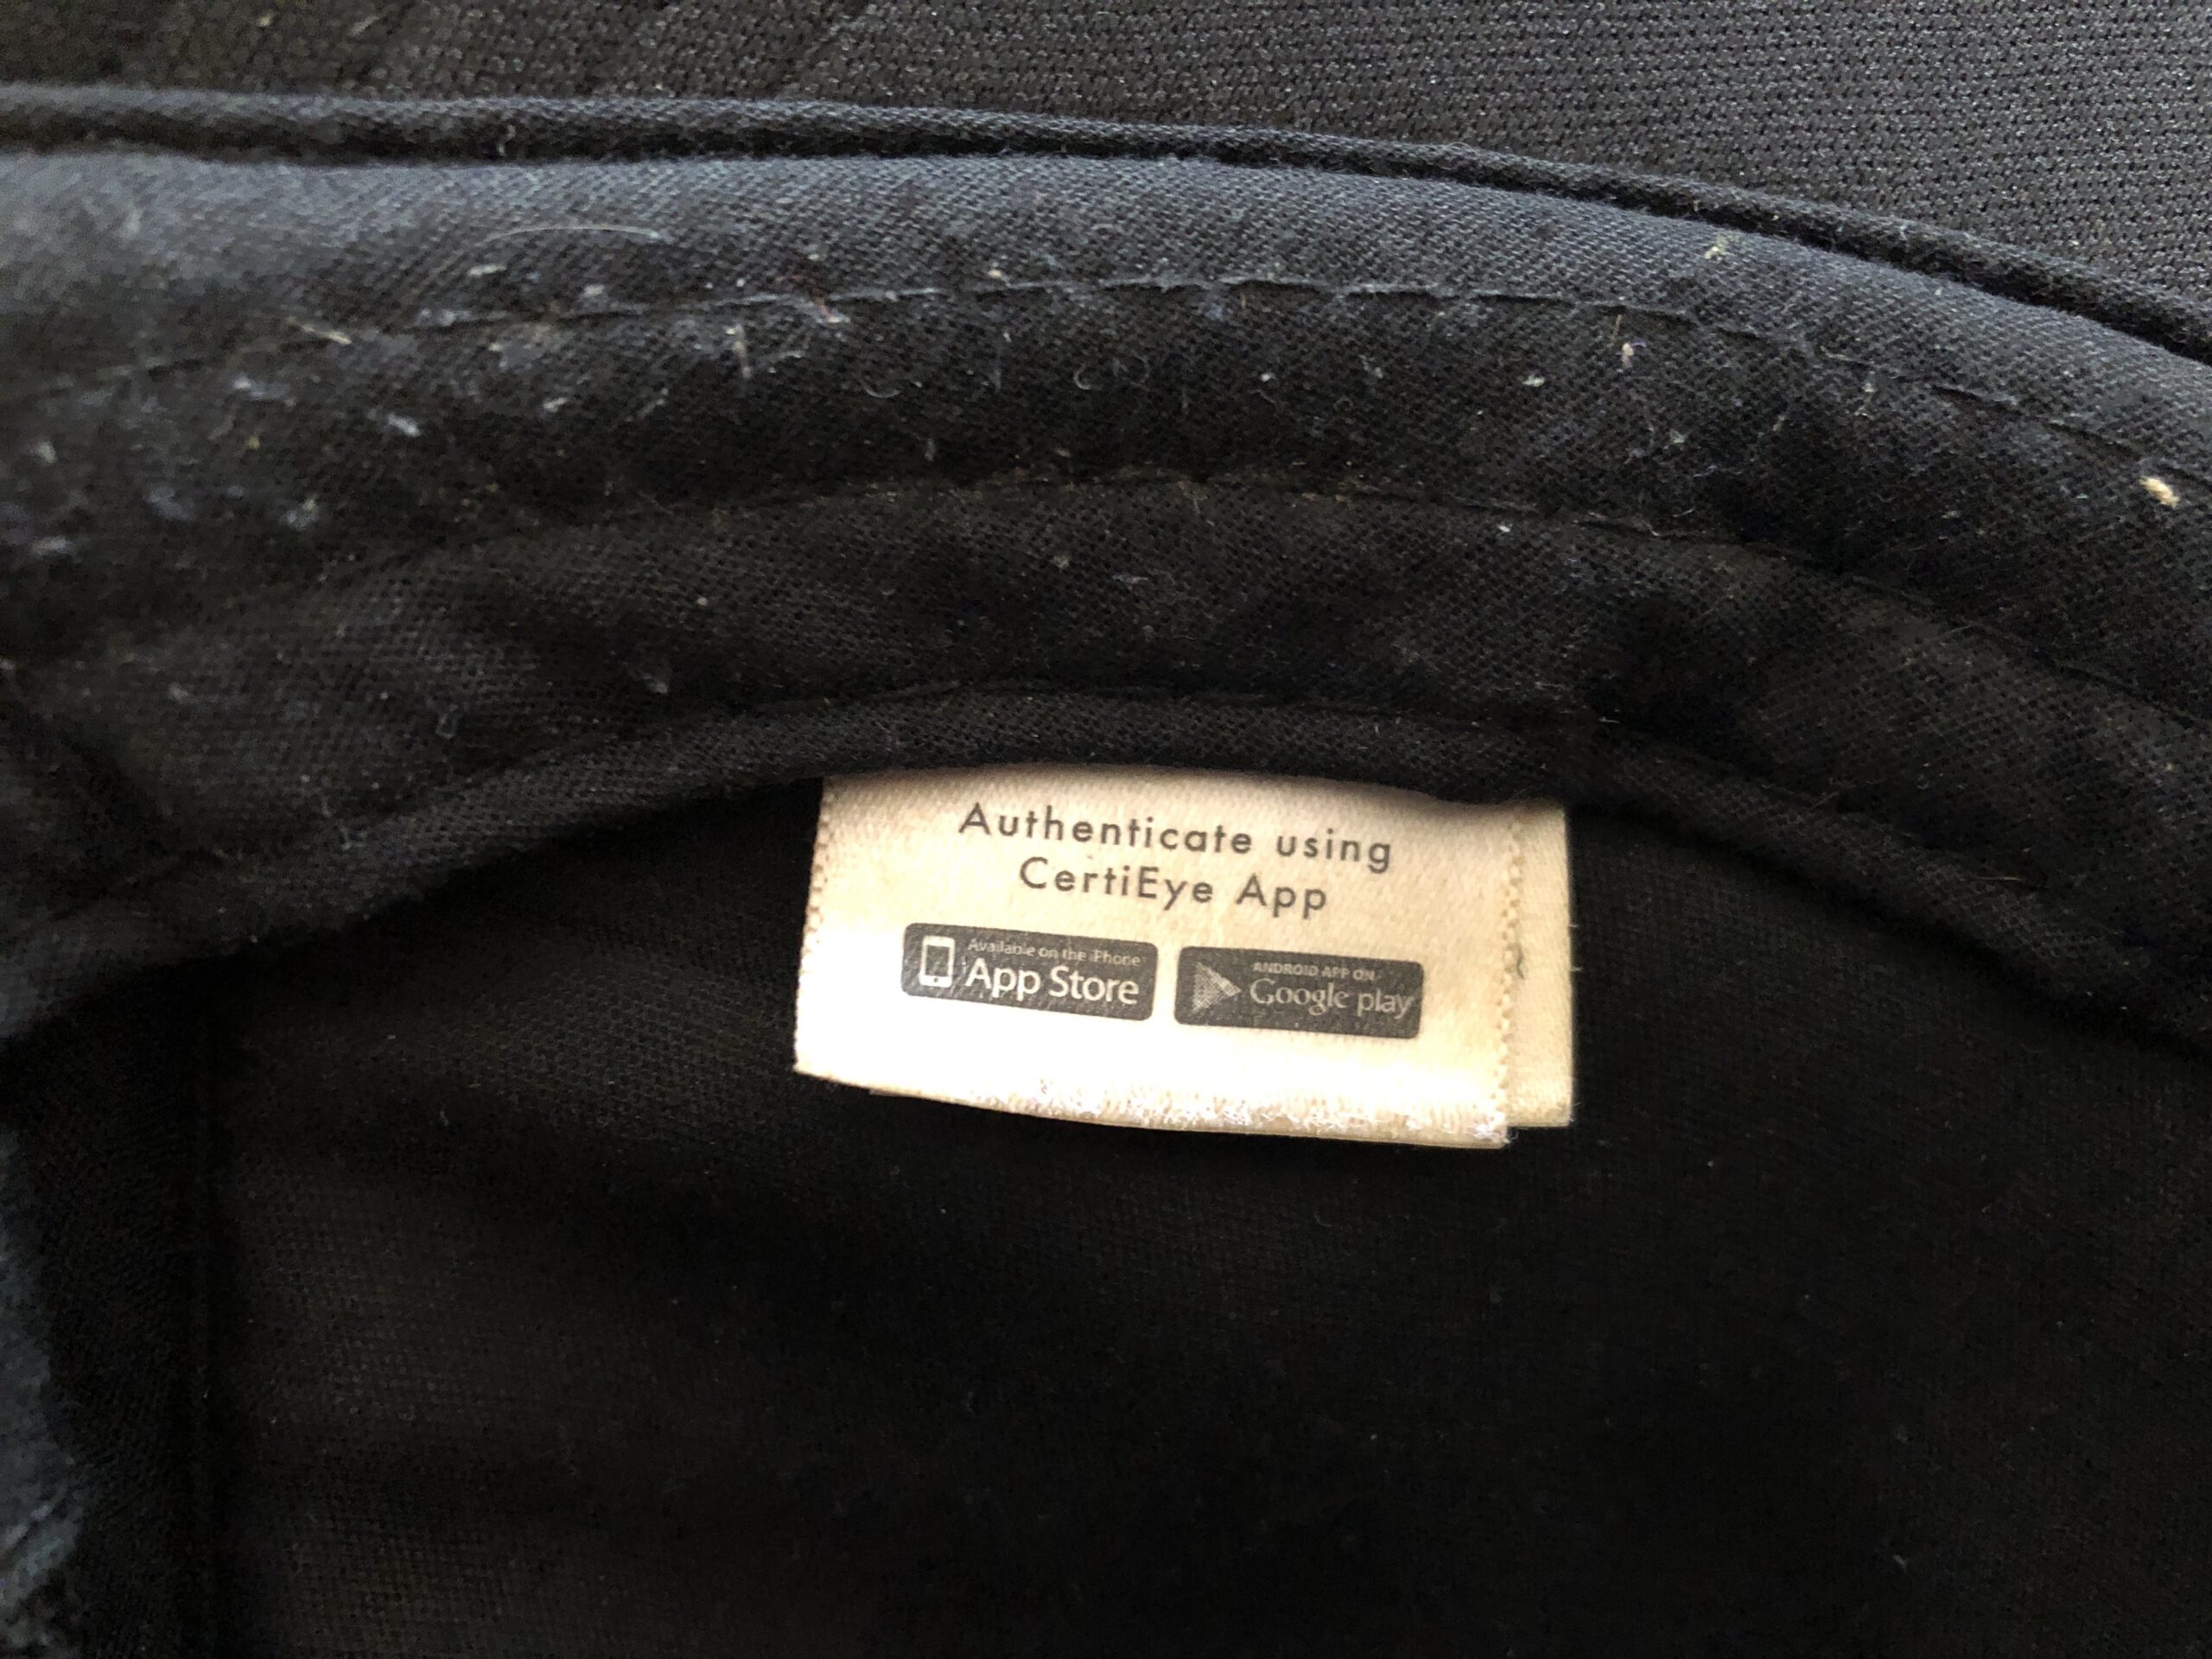 Authenticate using
CertiEye App
Available on the iPhone
App Store
ANDROID APP ON
Google play